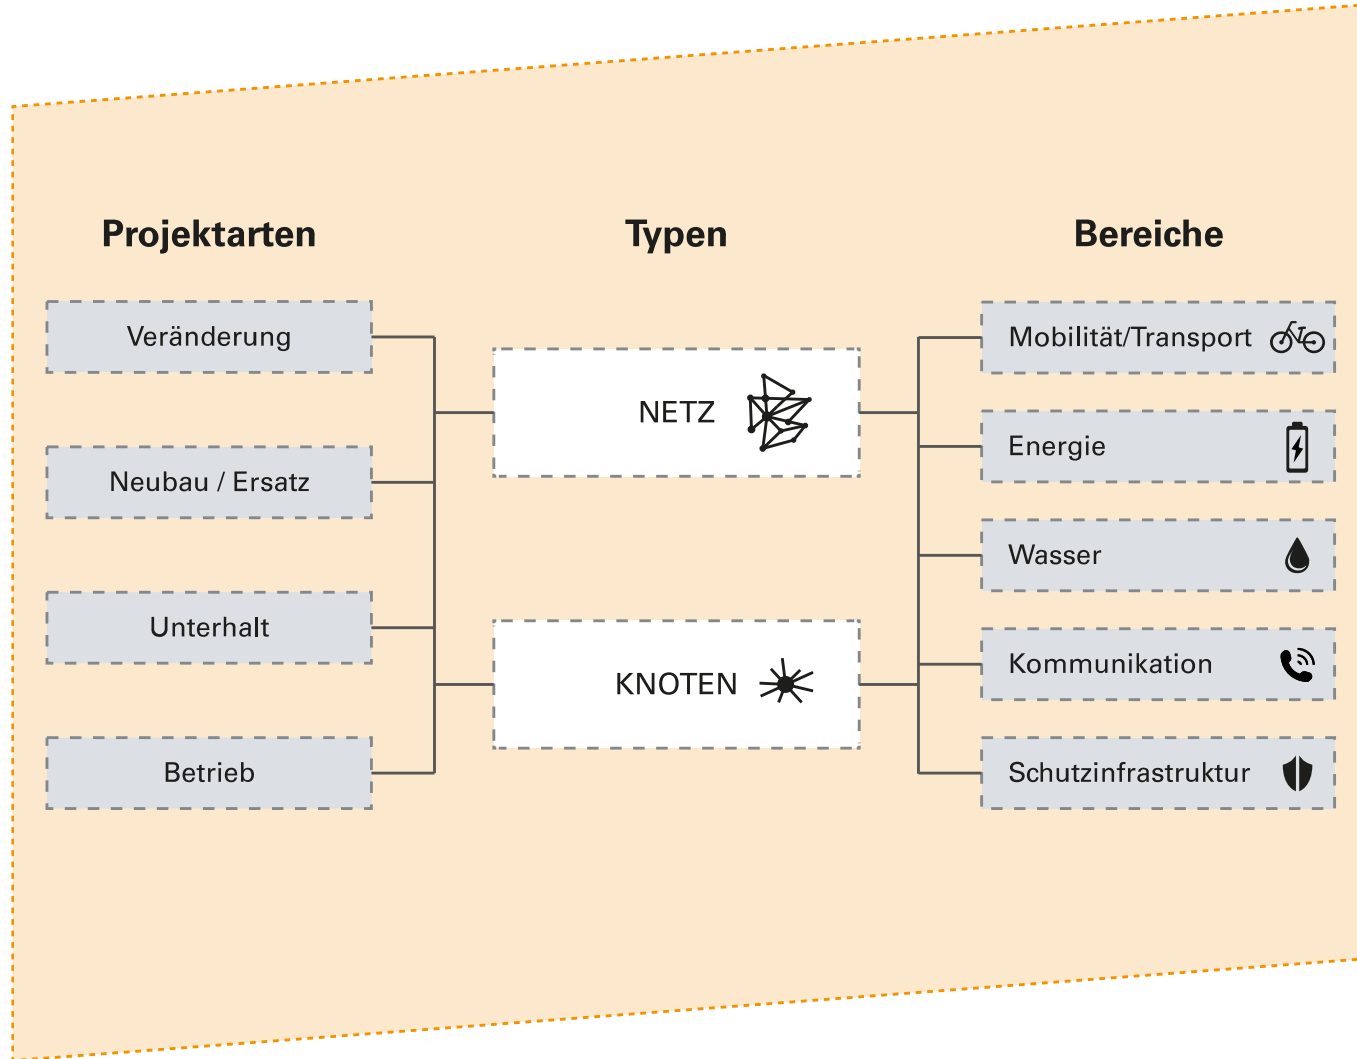 Projektarten
Typen
Bereiche
Veränderung
Neubau / Ersatz
Unterhalt
Betrieb
NETZ
KNOTEN
Mobilität/Transport
Energie
Wasser
Kommunikation
Schutzinfrastruktur